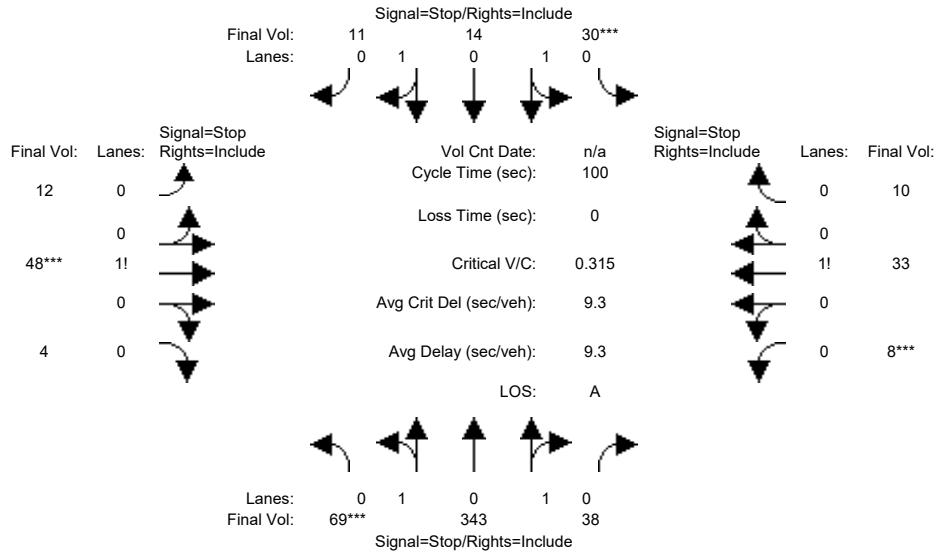 Signal=Stop/Rights=Include
Final Vol: 11 14 30***
Lanes: 0 1 0 1 0
Signal=Stop
Final Vol: Lanes: Rights=Include
Vol Cnt Date: n/a
Signal=Stop
Rights=Include Lanes: Final Vol:
Cycle Time (sec): 100
12 0
0 10
Loss Time (sec): 0
0
0
48*** 1!
Critical V/C: 0.315
1! 33
0
Avg Crit Del (sec/veh): 9.3
0
4 0
Avg Delay (sec/veh): 9.3
0 8***
LOS: A
Lanes: 0 1 0 1 0
Final Vol: 69*** 343 38
Signal=Stop/Rights=Include